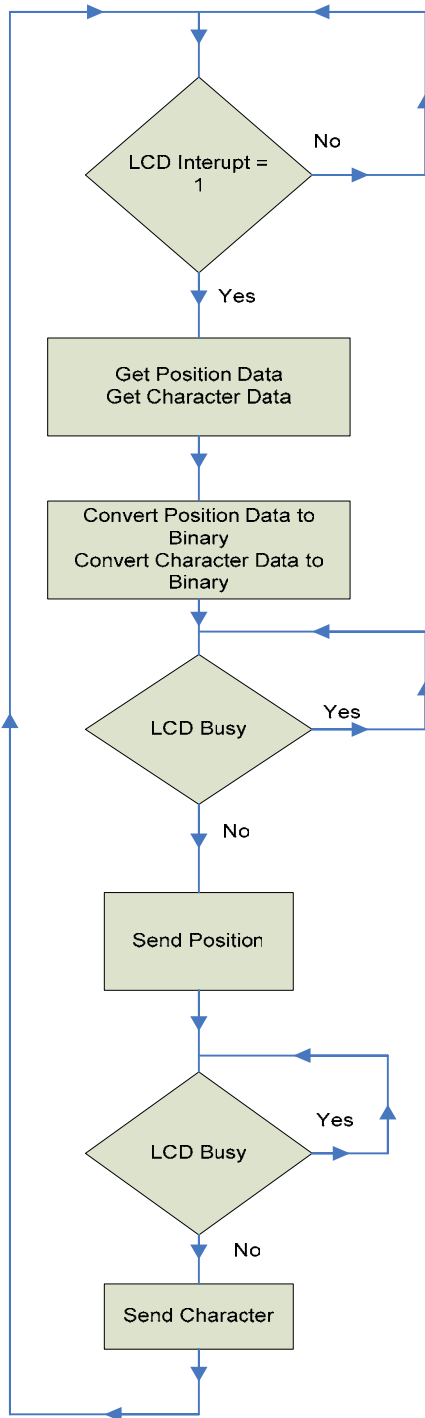 No
LCD Interupt =
1
Yes
Get Position Data
Get Character Data
Convert Position Data to
Binary
Convert Character Data to
Binary
Yes
LCD Busy
No
Send Position
Yes
LCD Busy
No
Send Character